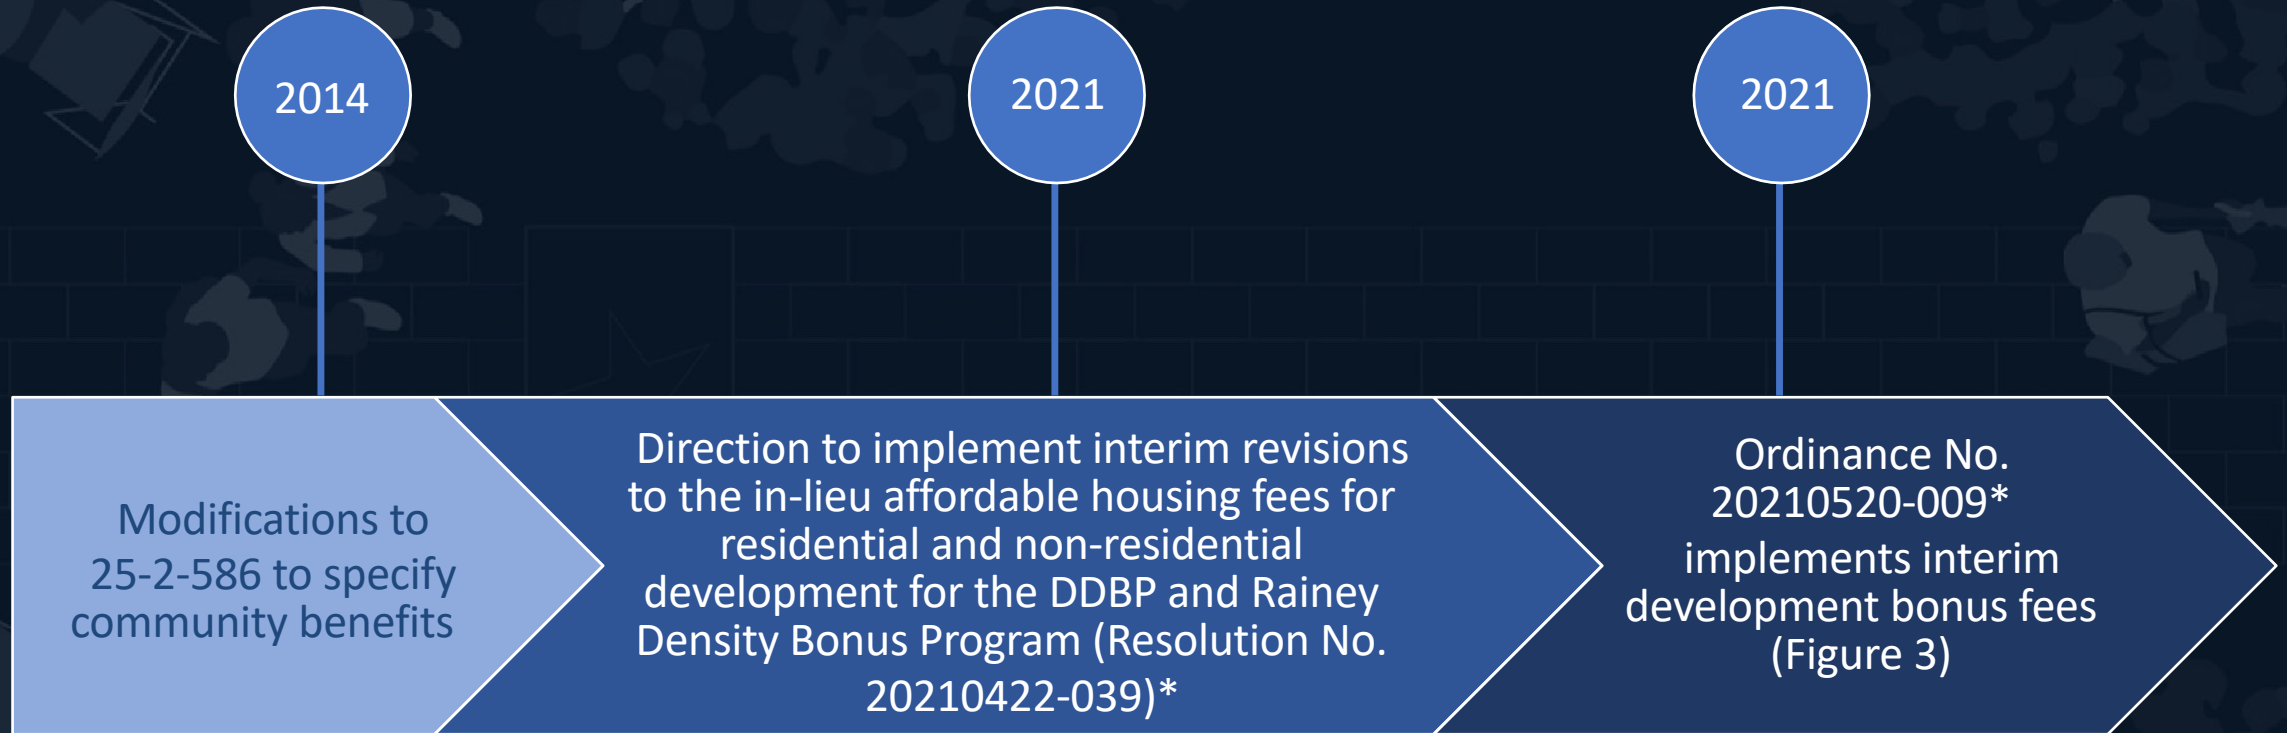 2014
2021
2021
Modifications to
25-2-586 to specify
community benefits
Direction to implement interim revisions
to the in-lieu affordable housing fees for
residential and non-residential
development for the DDBP and Rainey
Density Bonus Program (Resolution No.
20210422-039)*
Ordinance No.
20210520-009*
implements interim
development bonus fees
(Figure 3)